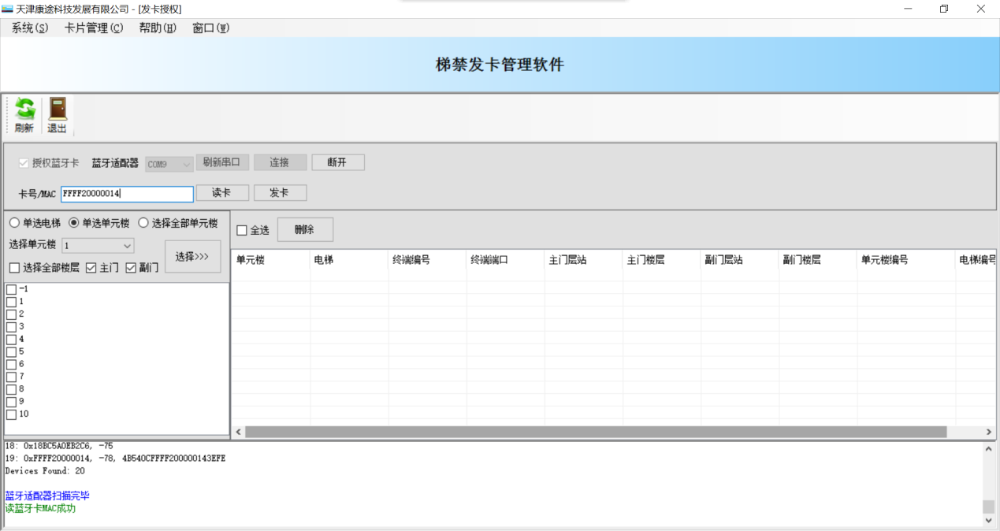 天津康途科技发展有限公司 - [发卡授权]
系统(S) 卡片管理(C) 帮助(H) 窗口(W)
梯禁发卡管理软件
刷新 退出
授权蓝牙卡 蓝牙适配器 COM9 刷新串口 连接 断开
卡号/MAC FFFF20000014 读卡 发卡
单选电梯 单选单元楼 选择全部单元楼
选择单元楼 1 选择>>>
选择全部楼层 主门 副门
-1
1
2
3
4
5
6
7
8
9
10
全选 删除
单元楼 电梯 终端编号 终端端口 主门层站 主门楼层 副门层站 副门楼层 单元楼编号 电梯编号
18: 0x18BC5A0EB2C6, -75
19: 0xFFFF20000014, -78, 4B540CFFFF200000143EFE
Devices Found: 20
蓝牙适配器扫描完毕
读蓝牙卡MAC成功